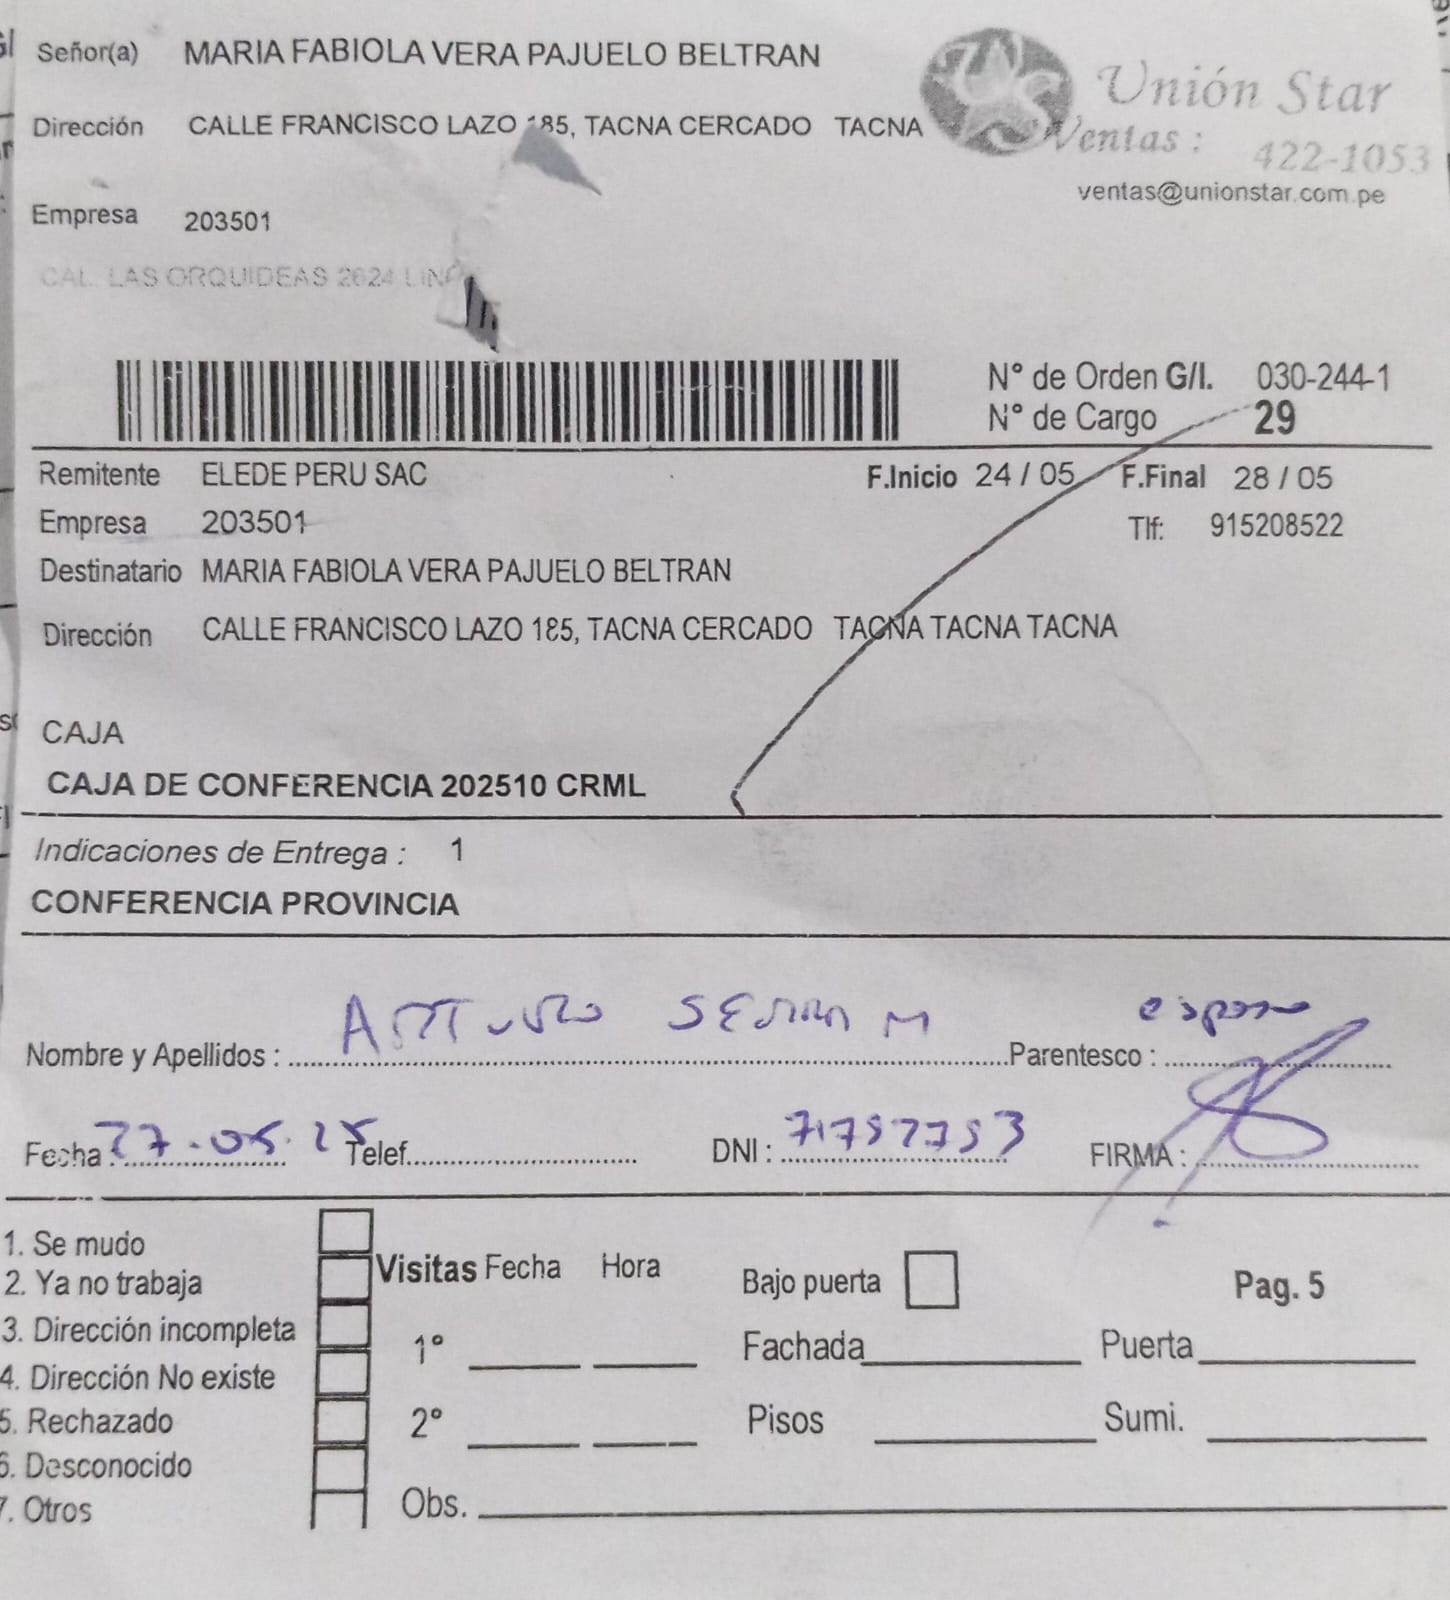 Señor(a) MARIA FABIOLA VERA PAJUELO BELTRAN
Unión Star
Dirección CALLE FRANCISCO LAZO 185, TACNA CERCADO TACNA
Ventas : 422-1053
ventas@unionstar.com.pe
Empresa 203501
CAL. LAS ORQUIDEAS 2624
N° de Orden G/I. 030-244-1
N° de Cargo 29
Remitente ELEDE PERU SAC F.Inicio 24 / 05 F.Final 28 / 05
Empresa 203501 Tlf: 915208522
Destinatario MARIA FABIOLA VERA PAJUELO BELTRAN
Dirección CALLE FRANCISCO LAZO 185, TACNA CERCADO TACNA TACNA TACNA
CAJA
CAJA DE CONFERENCIA 202510 CRML
Indicaciones de Entrega : 1
CONFERENCIA PROVINCIA
Nombre y Apellidos : ARTURO M Parentesco : esposo
Fecha : 27.05.25 Telef. DNI : FIRMA :
1. Se mudo
2. Ya no trabaja
3. Dirección incompleta
4. Dirección No existe
5. Rechazado
6. Desconocido
7. Otros
Visitas Fecha Hora
1°
2°
Obs.
Bajo puerta Pag. 5
Fachada Puerta
Pisos Sumi.